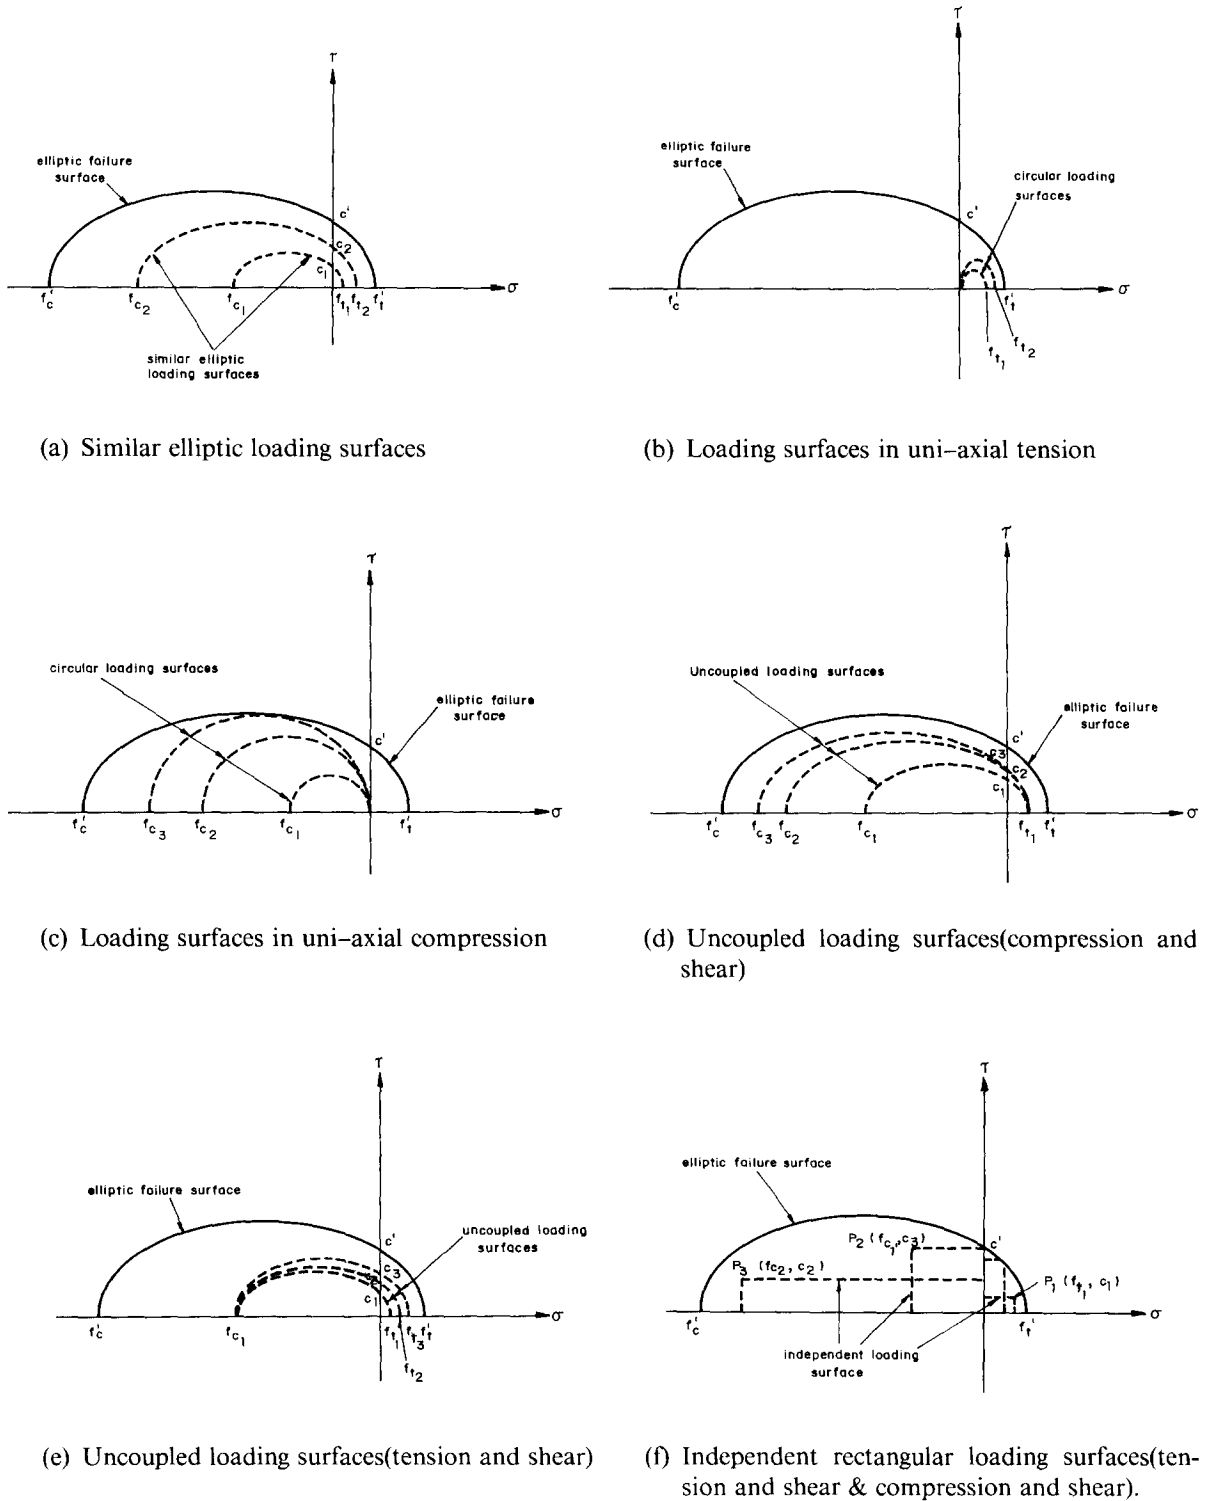 τ
elliptic failure
surface
c'
c2
c1
f'c
fc2
fc1
ft1
ft2
f't
σ
similar elliptic
loading surfaces
(a) Similar elliptic loading surfaces
τ
elliptic failure
surface
circular loading
surfaces
c'
f'c
f't
σ
ft1
ft2
(b) Loading surfaces in uni–axial tension
τ
circular loading surfaces
elliptic failure
surface
c'
f'c
fc3
fc2
fc1
f't
σ
(c) Loading surfaces in uni–axial compression
τ
Uncoupled loading surfaces
elliptic failure
surface
c'
c3
c2
c1
f'c
fc3
fc2
fc1
ft1
f't
σ
(d) Uncoupled loading surfaces(compression and
shear)
τ
elliptic failure surface
uncoupled loading
surfaces
c'
c3
c2
c1
f'c
fc1
ft1
ft3
f't
σ
ft2
(e) Uncoupled loading surfaces(tension and shear)
τ
elliptic failure surface
P2 (fc1, c3)
c'
P3 (fc2, c2)
P1 (ft1, c1)
f'c
ft'
σ
independent loading
surface
(f) Independent rectangular loading surfaces(ten-
sion and shear & compression and shear).